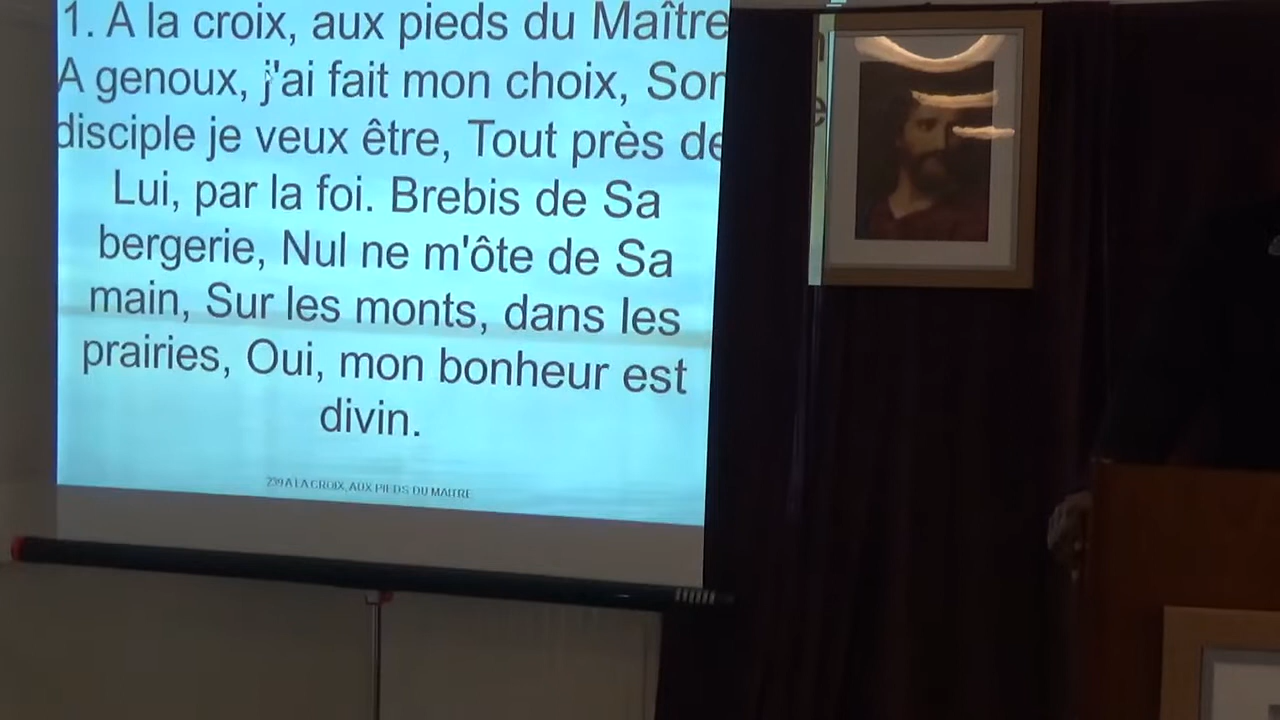 1. A la croix, aux pieds du Maître
A genoux, j'ai fait mon choix, Son
disciple je veux être, Tout près de
Lui, par la foi. Brebis de Sa
bergerie, Nul ne m'ôte de Sa
main, Sur les monts, dans les
prairies, Oui, mon bonheur est
divin.
239 A LA CROIX, AUX PIEDS DU MAITRE